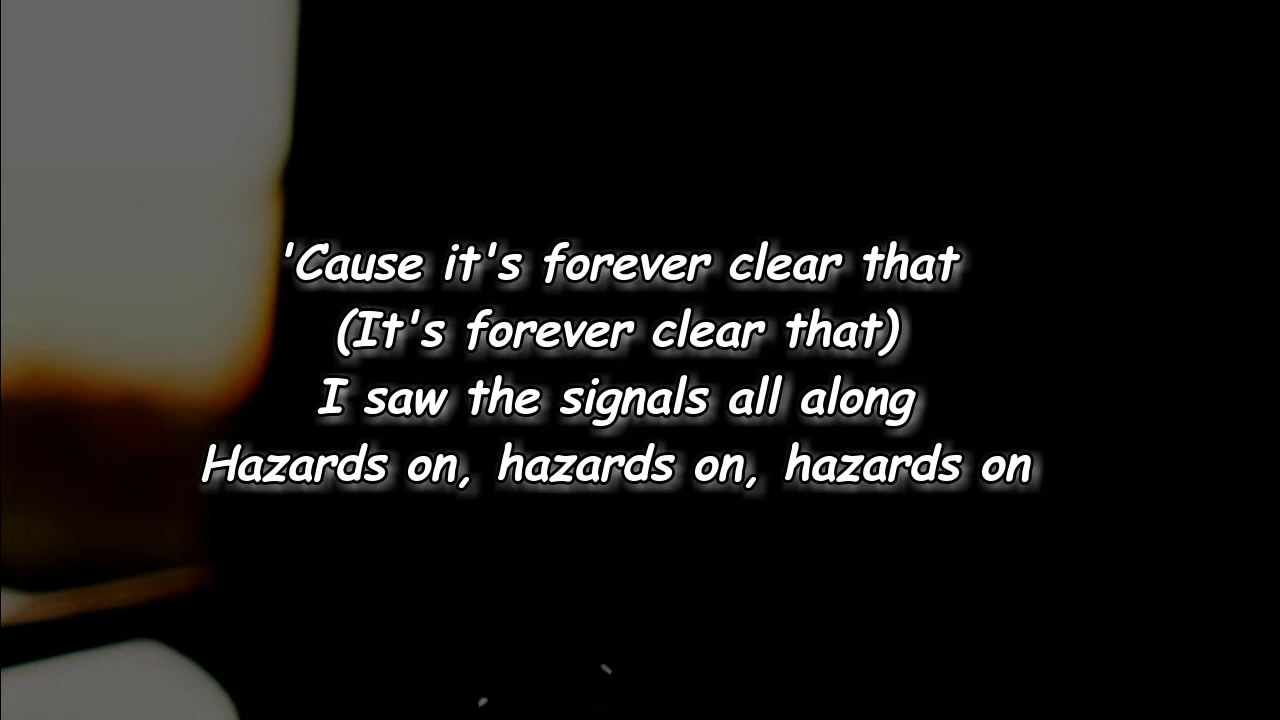 'Cause it's forever clear that
(It's forever clear that)
I saw the signals all along
Hazards on, hazards on, hazards on